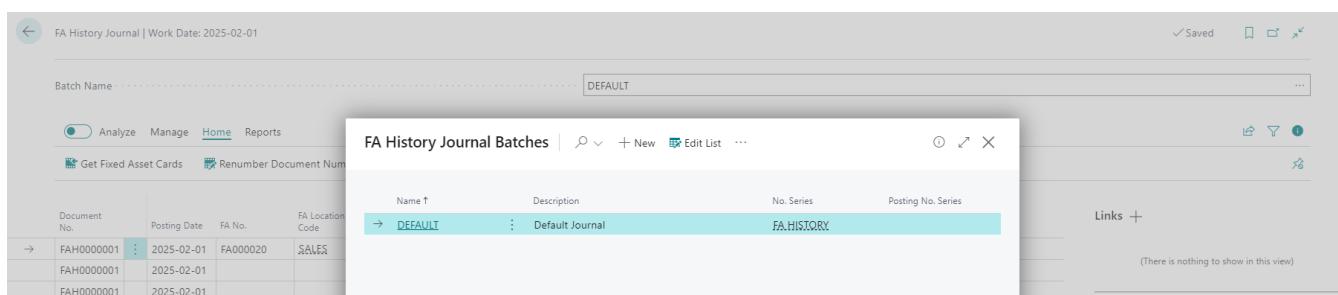 FA History Journal | Work Date: 2025-02-01
Saved
Batch Name
DEFAULT
Analyze Manage Home Reports
Get Fixed Asset Cards Renumber Document Num
FA History Journal Batches
+ New Edit List ...
Name ↑ Description No. Series Posting No. Series
DEFAULT Default Journal FA HISTORY
Document No. Posting Date FA No. FA Location Code
FAH0000001 2025-02-01 FA000020 SALES
FAH0000001 2025-02-01
FAH0000001 2025-02-01
Links +
(There is nothing to show in this view)